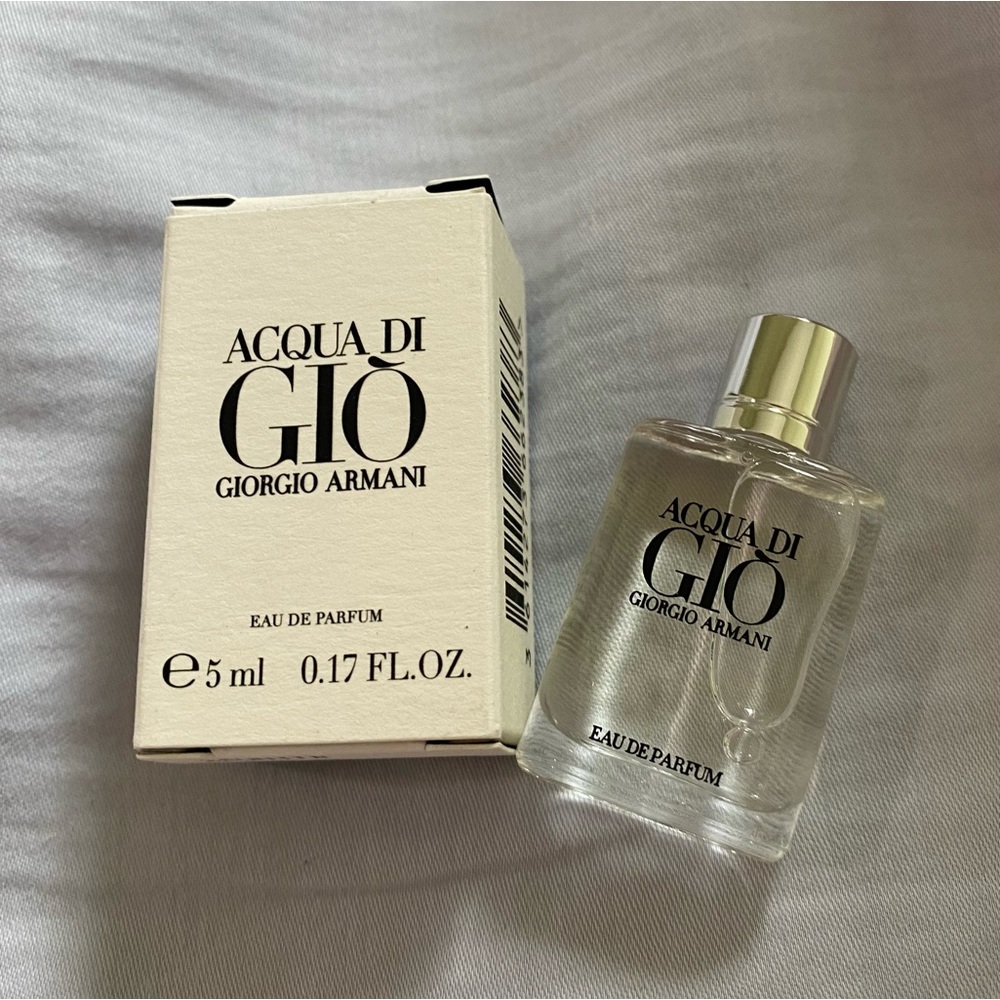 ACQUA DI
GIÒ
GIORGIO ARMANI
EAU DE PARFUM
℮5 ml 0.17 FL.OZ.
ACQUA DI
GIÒ
GIORGIO ARMANI
EAU DE PARFUM